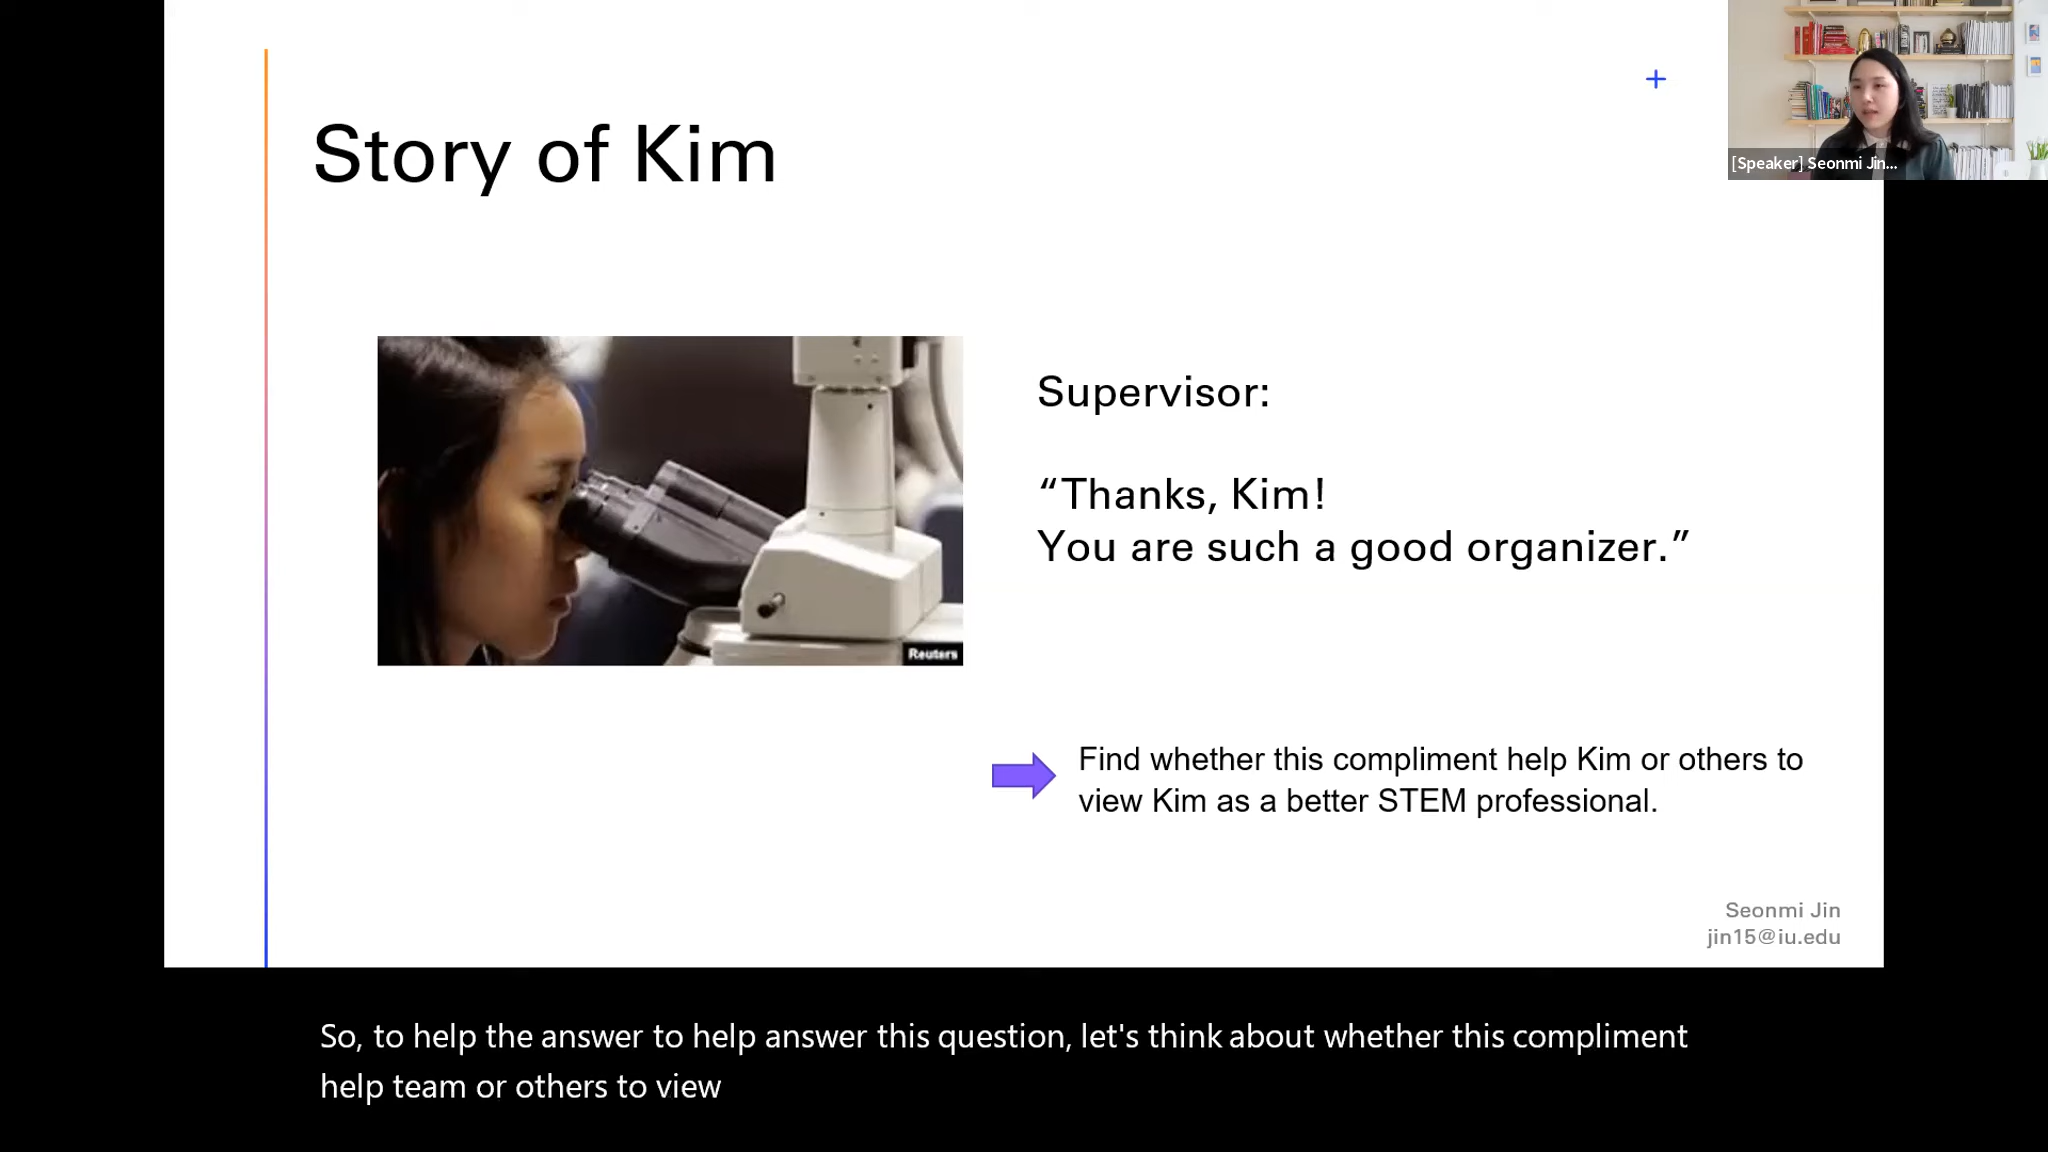 [Speaker] Seonmi Jin...
Story of Kim
Supervisor:
“Thanks, Kim!
You are such a good organizer.”
Reuters
Find whether this compliment help Kim or others to
view Kim as a better STEM professional.
Seonmi Jin
jin15@iu.edu
So, to help the answer to help answer this question, let's think about whether this compliment
help team or others to view